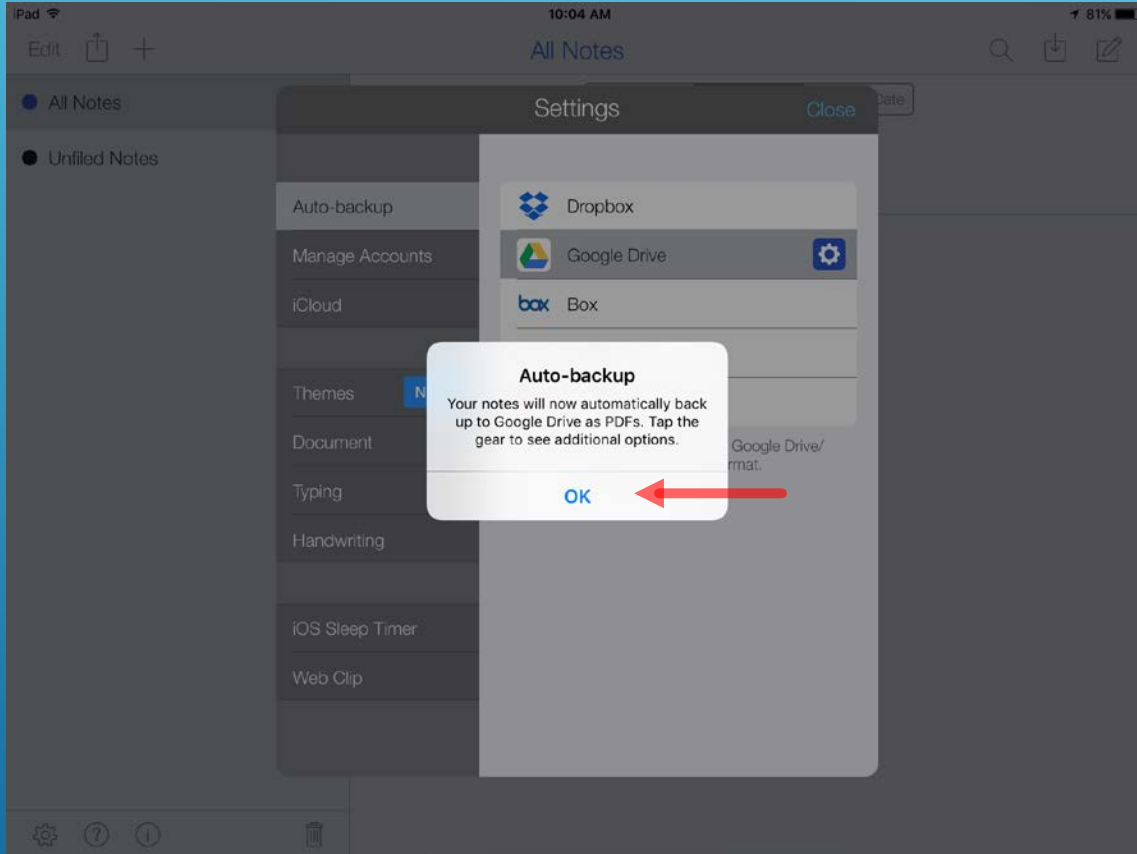 iPad
10:04 AM
81%
Edit
All Notes
All Notes
Unfiled Notes
Settings
Close
Date
Auto-backup
Manage Accounts
iCloud
Themes
N
Document
Typing
Handwriting
iOS Sleep Timer
Web Clip
Dropbox
Google Drive
box Box
Google Drive/
rmat.
Auto-backup
Your notes will now automatically back
up to Google Drive as PDFs. Tap the
gear to see additional options.
OK